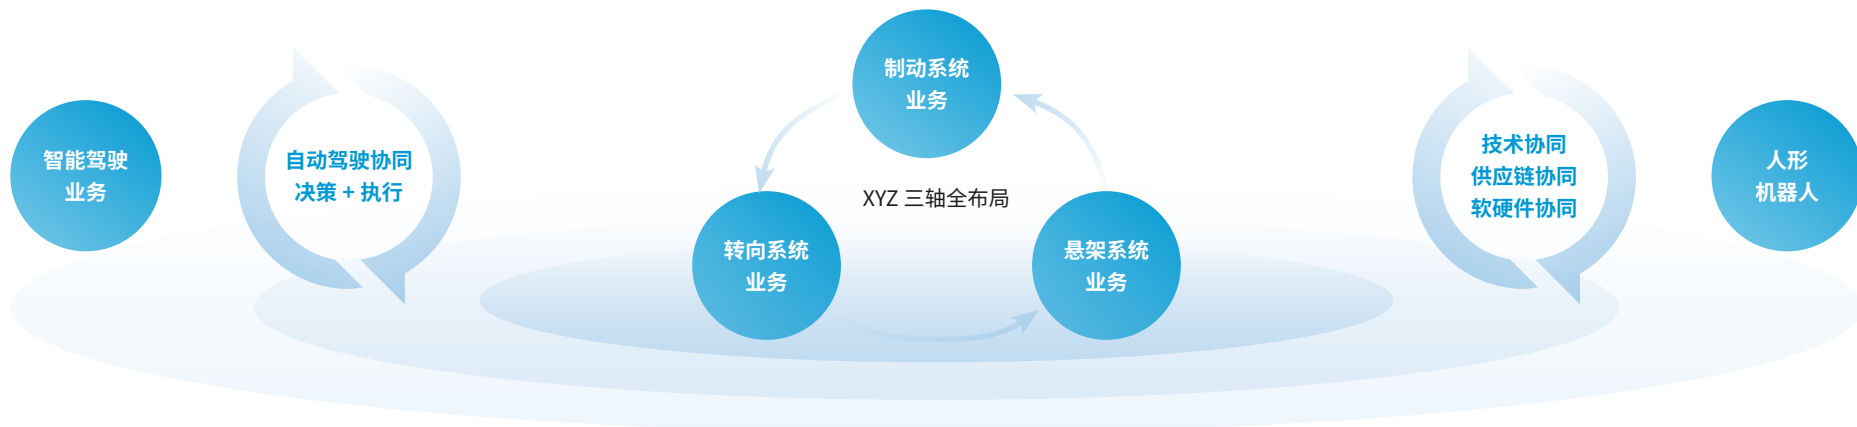 智能驾驶
业务
自动驾驶协同
决策 + 执行
制动系统
业务
XYZ 三轴全布局
转向系统
业务
悬架系统
业务
技术协同
供应链协同
软硬件协同
人形
机器人